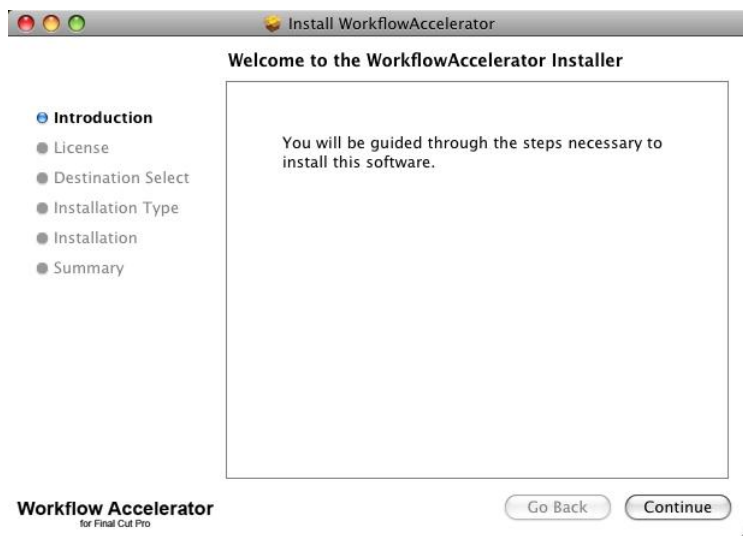 Install WorkflowAccelerator
Welcome to the WorkflowAccelerator Installer
Introduction
License
Destination Select
Installation Type
Installation
Summary
You will be guided through the steps necessary to
install this software.
Workflow Accelerator
for Final Cut Pro
Go Back
Continue